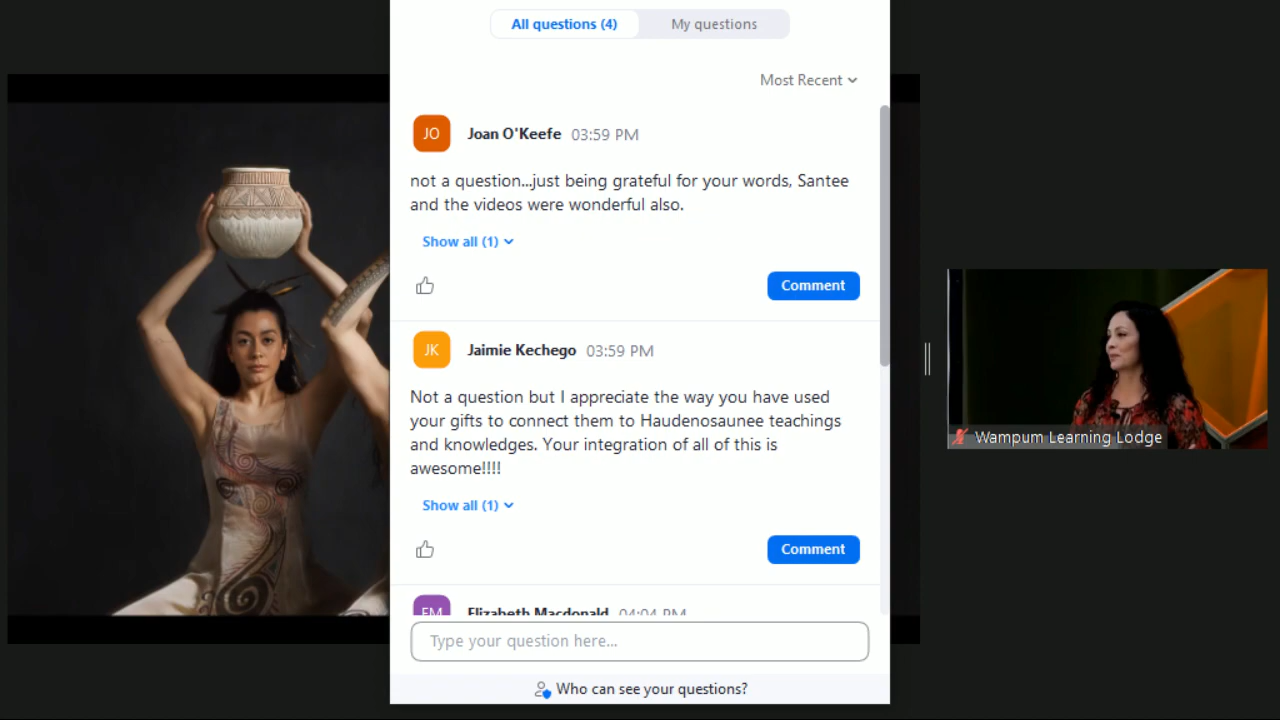 All questions (4)
My questions
Most Recent
JO
Joan O'Keefe 03:59 PM
not a question...just being grateful for your words, Santee
and the videos were wonderful also.
Show all (1)
Comment
JK
Jaimie Kechego 03:59 PM
Not a question but I appreciate the way you have used
your gifts to connect them to Haudenosaunee teachings
and knowledges. Your integration of all of this is
awesome!!!!
Show all (1)
Comment
EM
Elizabeth Macdonald 04:04 PM
Type your question here...
Who can see your questions?
Wampum Learning Lodge